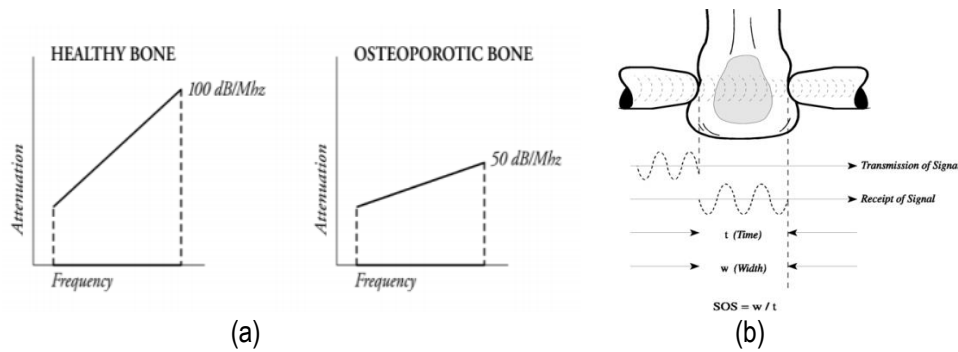 HEALTHY BONE
100 dB/Mhz
Attenuation
Frequency
OSTEOPOROTIC BONE
50 dB/Mhz
Attenuation
Frequency
(a)
Transmission of Signal
Receipt of Signal
t (Time)
w (Width)
SOS = w / t
(b)